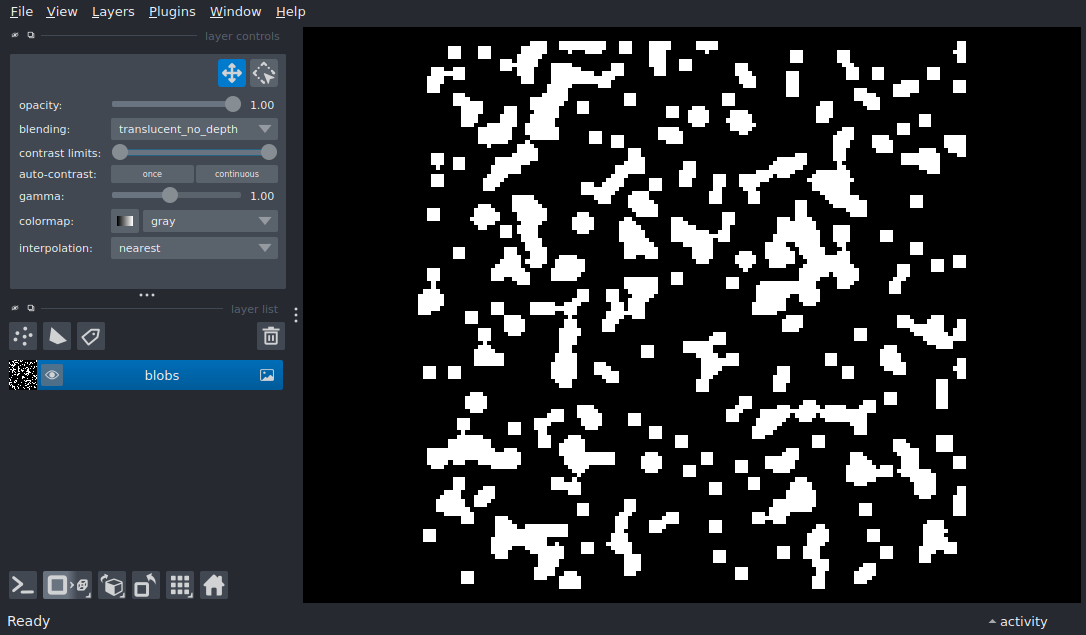 File View Layers Plugins Window Help
layer controls
opacity: 1.00
blending: translucent_no_depth
contrast limits:
auto-contrast: once continuous
gamma: 1.00
colormap: gray
interpolation: nearest
layer list
blobs
Ready activity